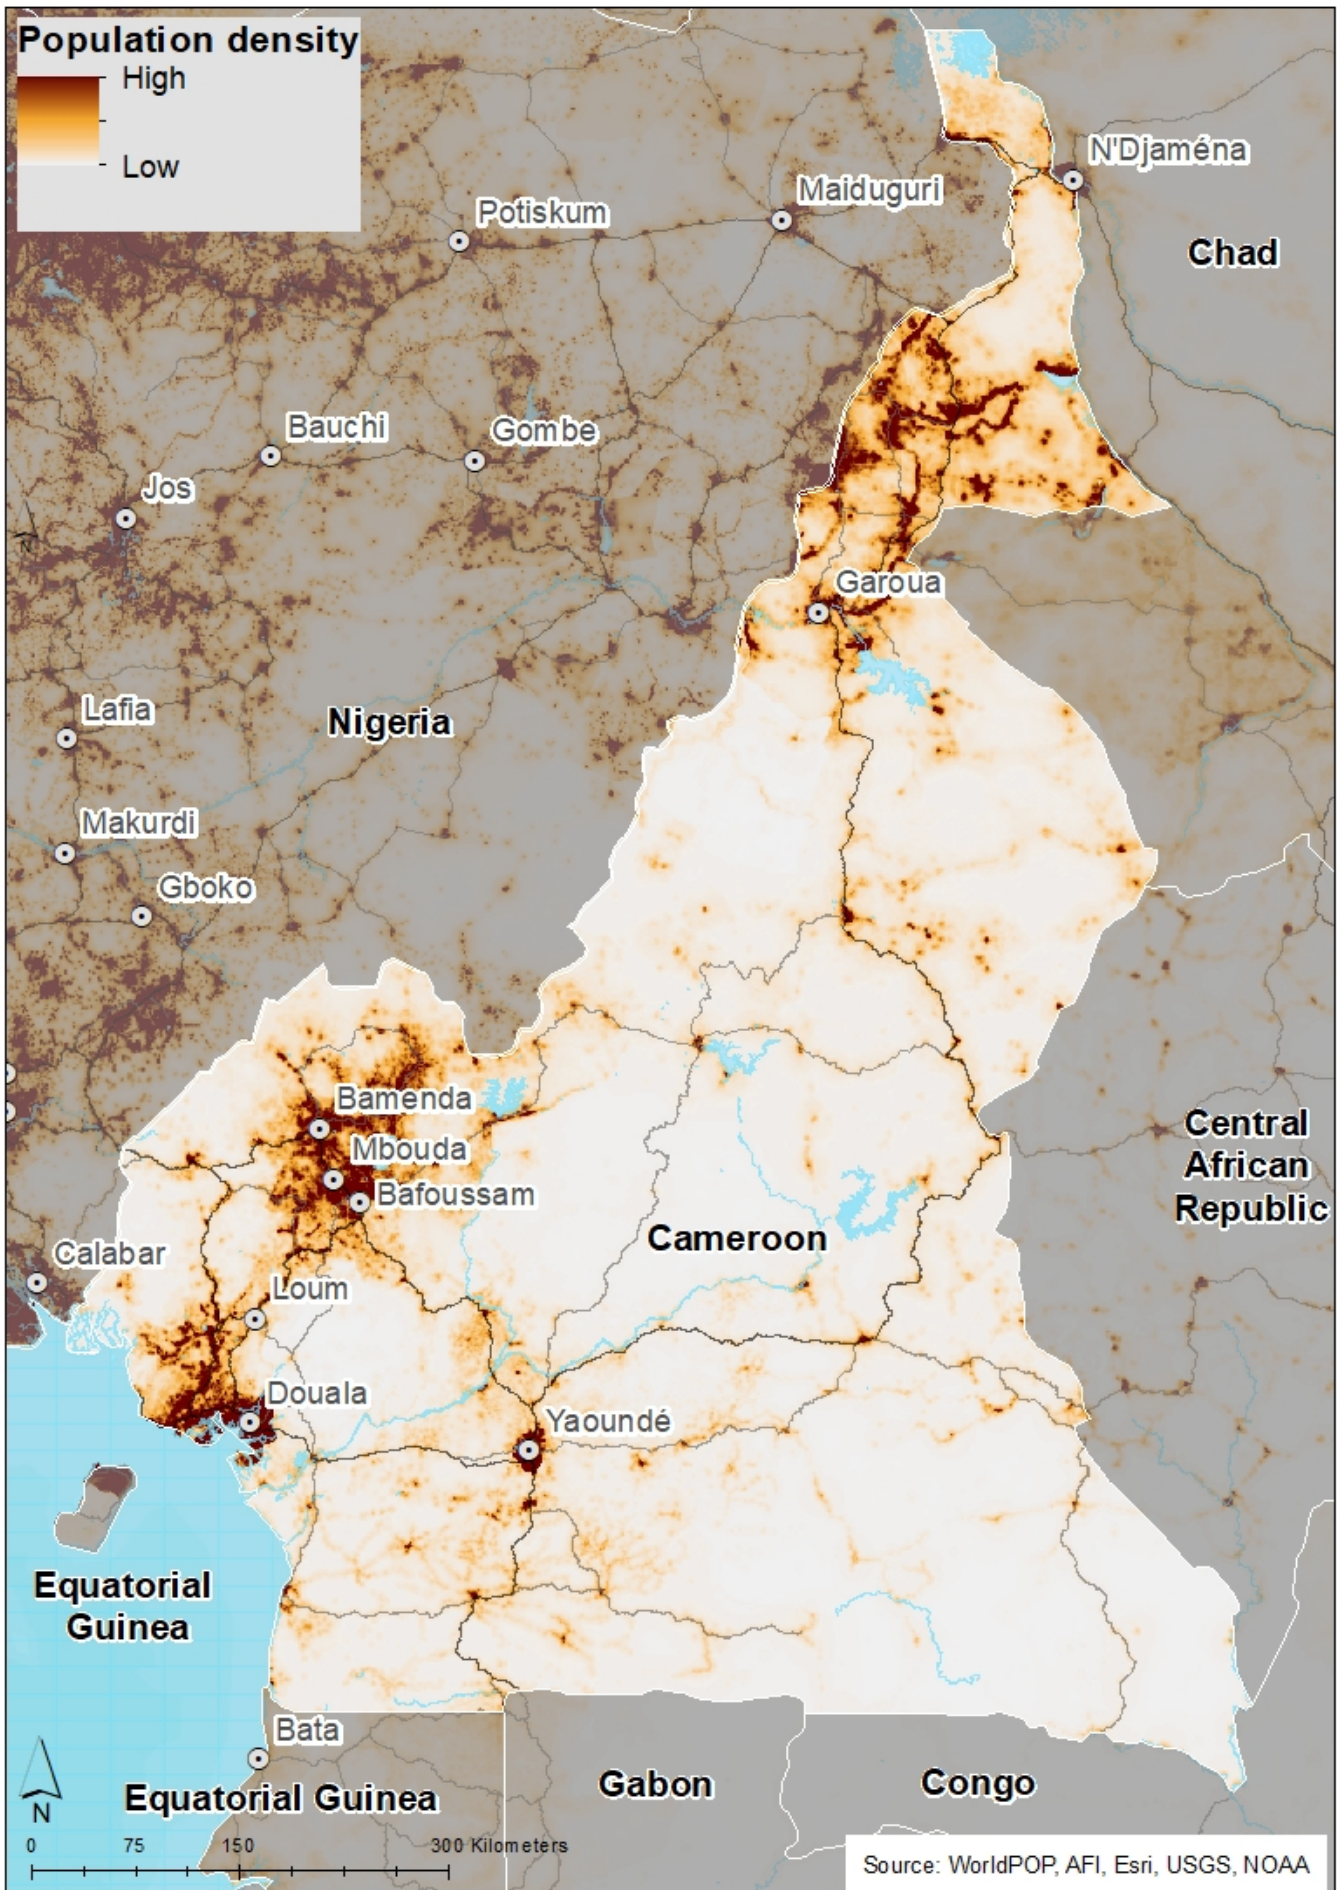 Population density
High
Low
N'Djaména
Maiduguri
Potiskum
Chad
Bauchi
Gombe
Jos
N
Garoua
Lafia
Nigeria
Makurdi
Gboko
Bamenda
Mbouda
Bafoussam
Central
African
Republic
Cameroon
Calabar
Loum
Douala
Yaoundé
Equatorial
Guinea
Bata
Equatorial Guinea
Gabon
Congo
N
0 75 150 300 Kilometers
Source: WorldPOP, AFI, Esri, USGS, NOAA